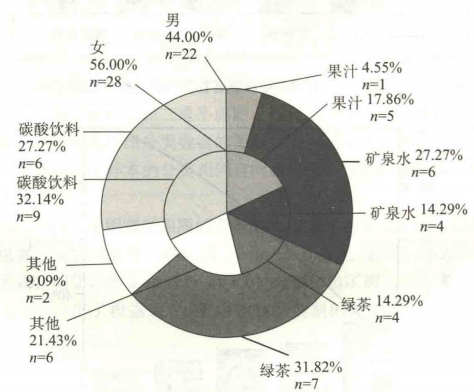 男
44.00%
n=22
女
56.00%
n=28
果汁 4.55%
n=1
果汁 17.86%
n=5
矿泉水 27.27%
n=6
矿泉水 14.29%
n=4
绿茶 14.29%
n=4
绿茶 31.82%
n=7
其他
21.43%
n=6
其他
9.09%
n=2
碳酸饮料
32.14%
n=9
碳酸饮料
27.27%
n=6